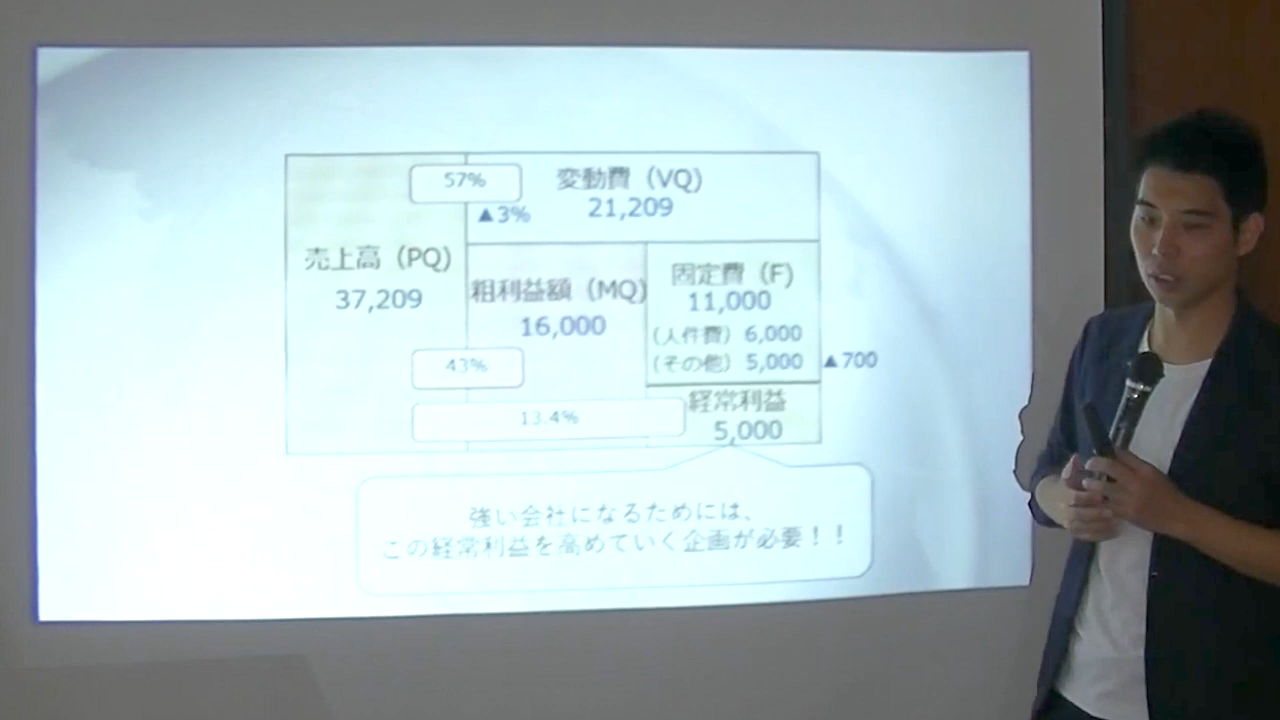 57%
変動費（VQ）
▲3%
21,209
売上高（PQ）
37,209
粗利益額（MQ）
16,000
固定費（F）
11,000
（人件費）6,000
（その他）5,000
▲700
43%
13.4%
経常利益
5,000
強い会社になるためには、
この経常利益を高めていく企画が必要！！